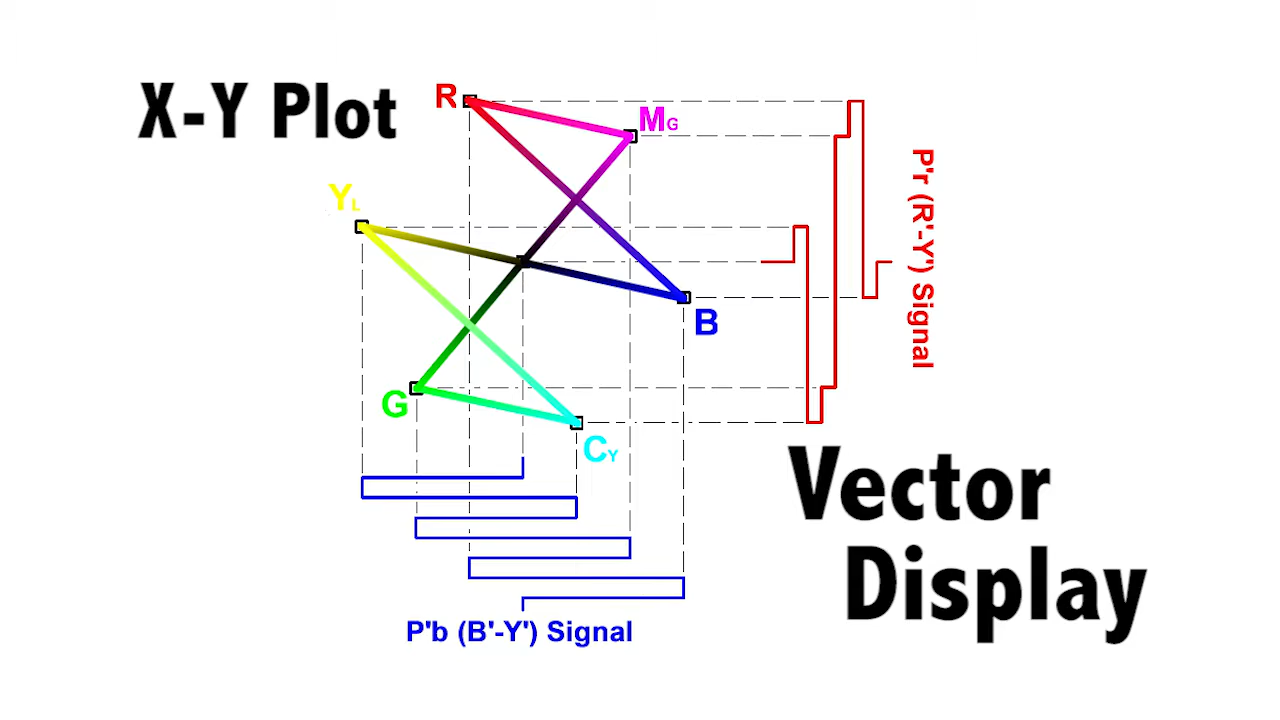 X-Y Plot
R
MG
YL
P'r (R'-Y') Signal
B
G
CY
Vector
Display
P'b (B'-Y') Signal